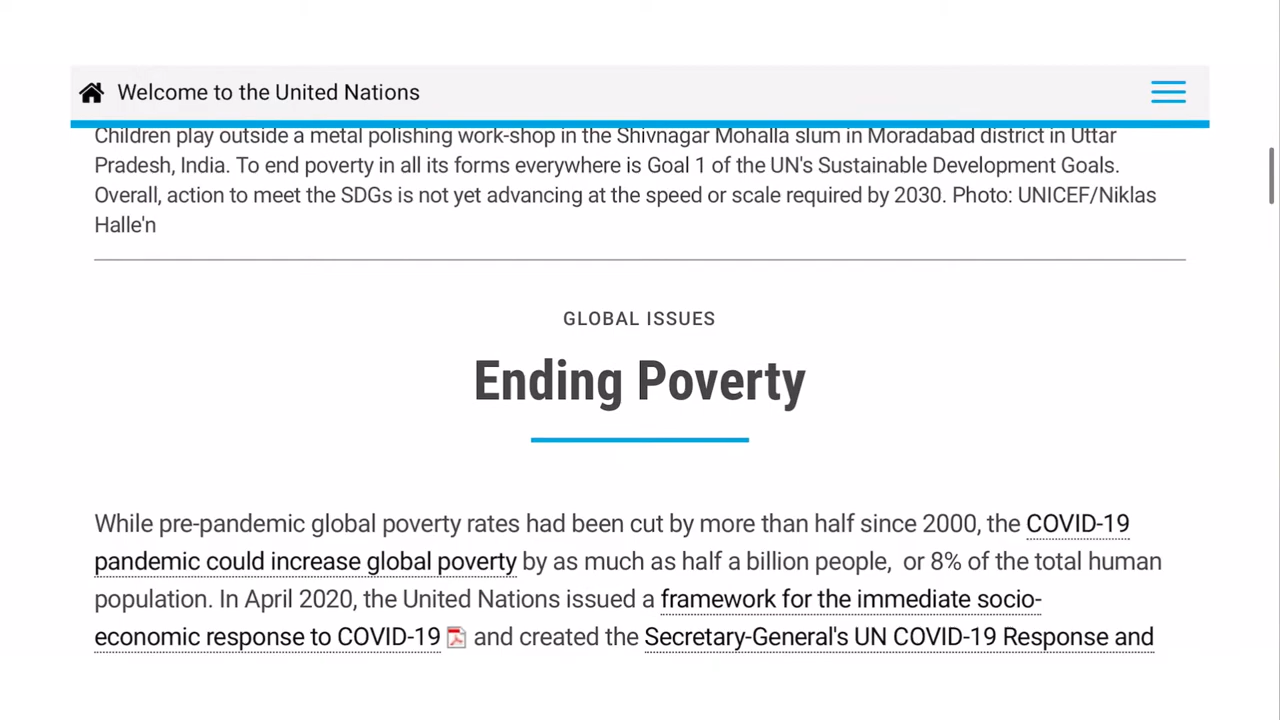 Welcome to the United Nations
Children play outside a metal polishing work-shop in the Shivnagar Mohalla slum in Moradabad district in Uttar
Pradesh, India. To end poverty in all its forms everywhere is Goal 1 of the UN's Sustainable Development Goals.
Overall, action to meet the SDGs is not yet advancing at the speed or scale required by 2030. Photo: UNICEF/Niklas
Halle'n
GLOBAL ISSUES
Ending Poverty
While pre-pandemic global poverty rates had been cut by more than half since 2000, the COVID-19
pandemic could increase global poverty by as much as half a billion people, or 8% of the total human
population. In April 2020, the United Nations issued a framework for the immediate socio-
economic response to COVID-19 and created the Secretary-General's UN COVID-19 Response and